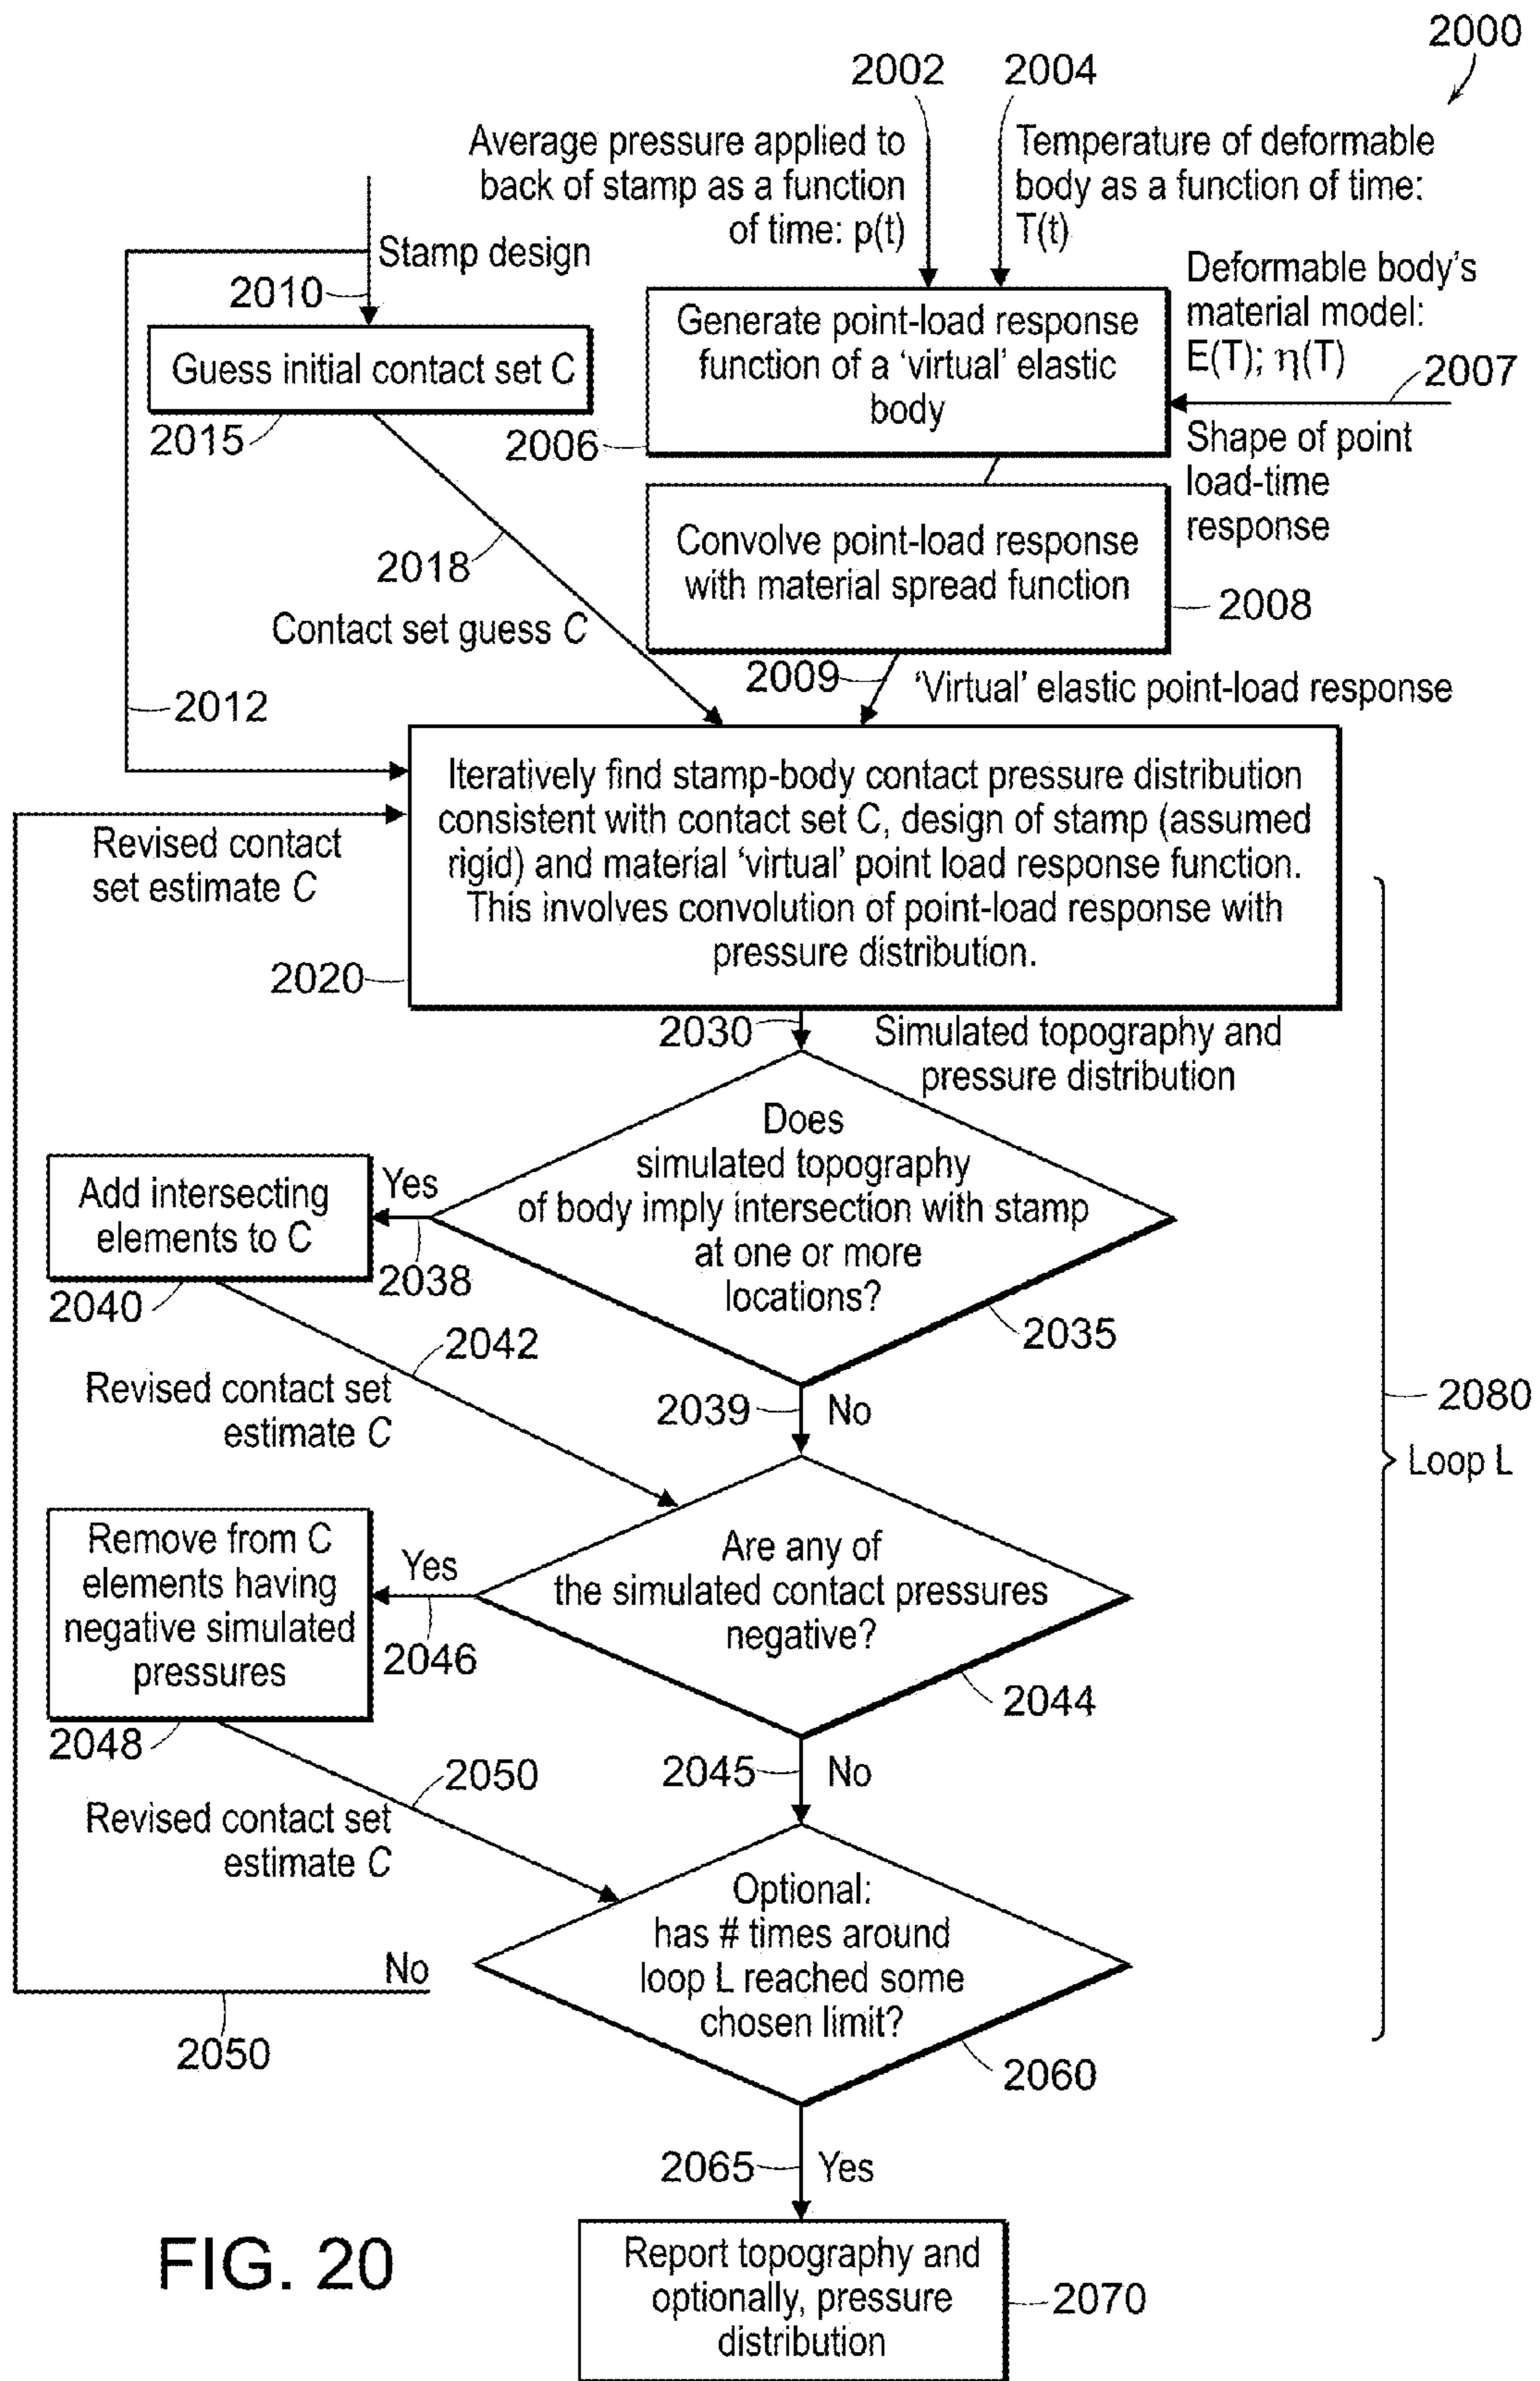 2000
2002
2004
Average pressure applied to
back of stamp as a function
of time: p(t)
Temperature of deformable
body as a function of time:
T(t)
Stamp design
2010
Deformable body's
material model:
E(T); η(T)
2007
Generate point-load response
function of a 'virtual' elastic
body
Guess initial contact set C
2015
2006
Shape of point
load-time
response
Convolve point-load response
with material spread function
2008
2018
Contact set guess C
2009
'Virtual' elastic point-load response
2012
Iteratively find stamp-body contact pressure distribution
consistent with contact set C, design of stamp (assumed
rigid) and material 'virtual' point load response function.
This involves convolution of point-load response with
pressure distribution.
Revised contact
set estimate C
2020
2030
Simulated topography and
pressure distribution
Does
simulated topography
of body imply intersection with stamp
at one or more
locations?
Yes
Add intersecting
elements to C
2038
2040
2035
2042
Revised contact set
estimate C
2039
No
2080
Loop L
Are any of
the simulated contact pressures
negative?
Yes
Remove from C
elements having
negative simulated
pressures
2046
2044
2048
2050
2045
No
Revised contact set
estimate C
Optional:
has # times around
loop L reached some
chosen limit?
No
2050
2060
2065
Yes
Report topography and
optionally, pressure
distribution
2070
FIG. 20